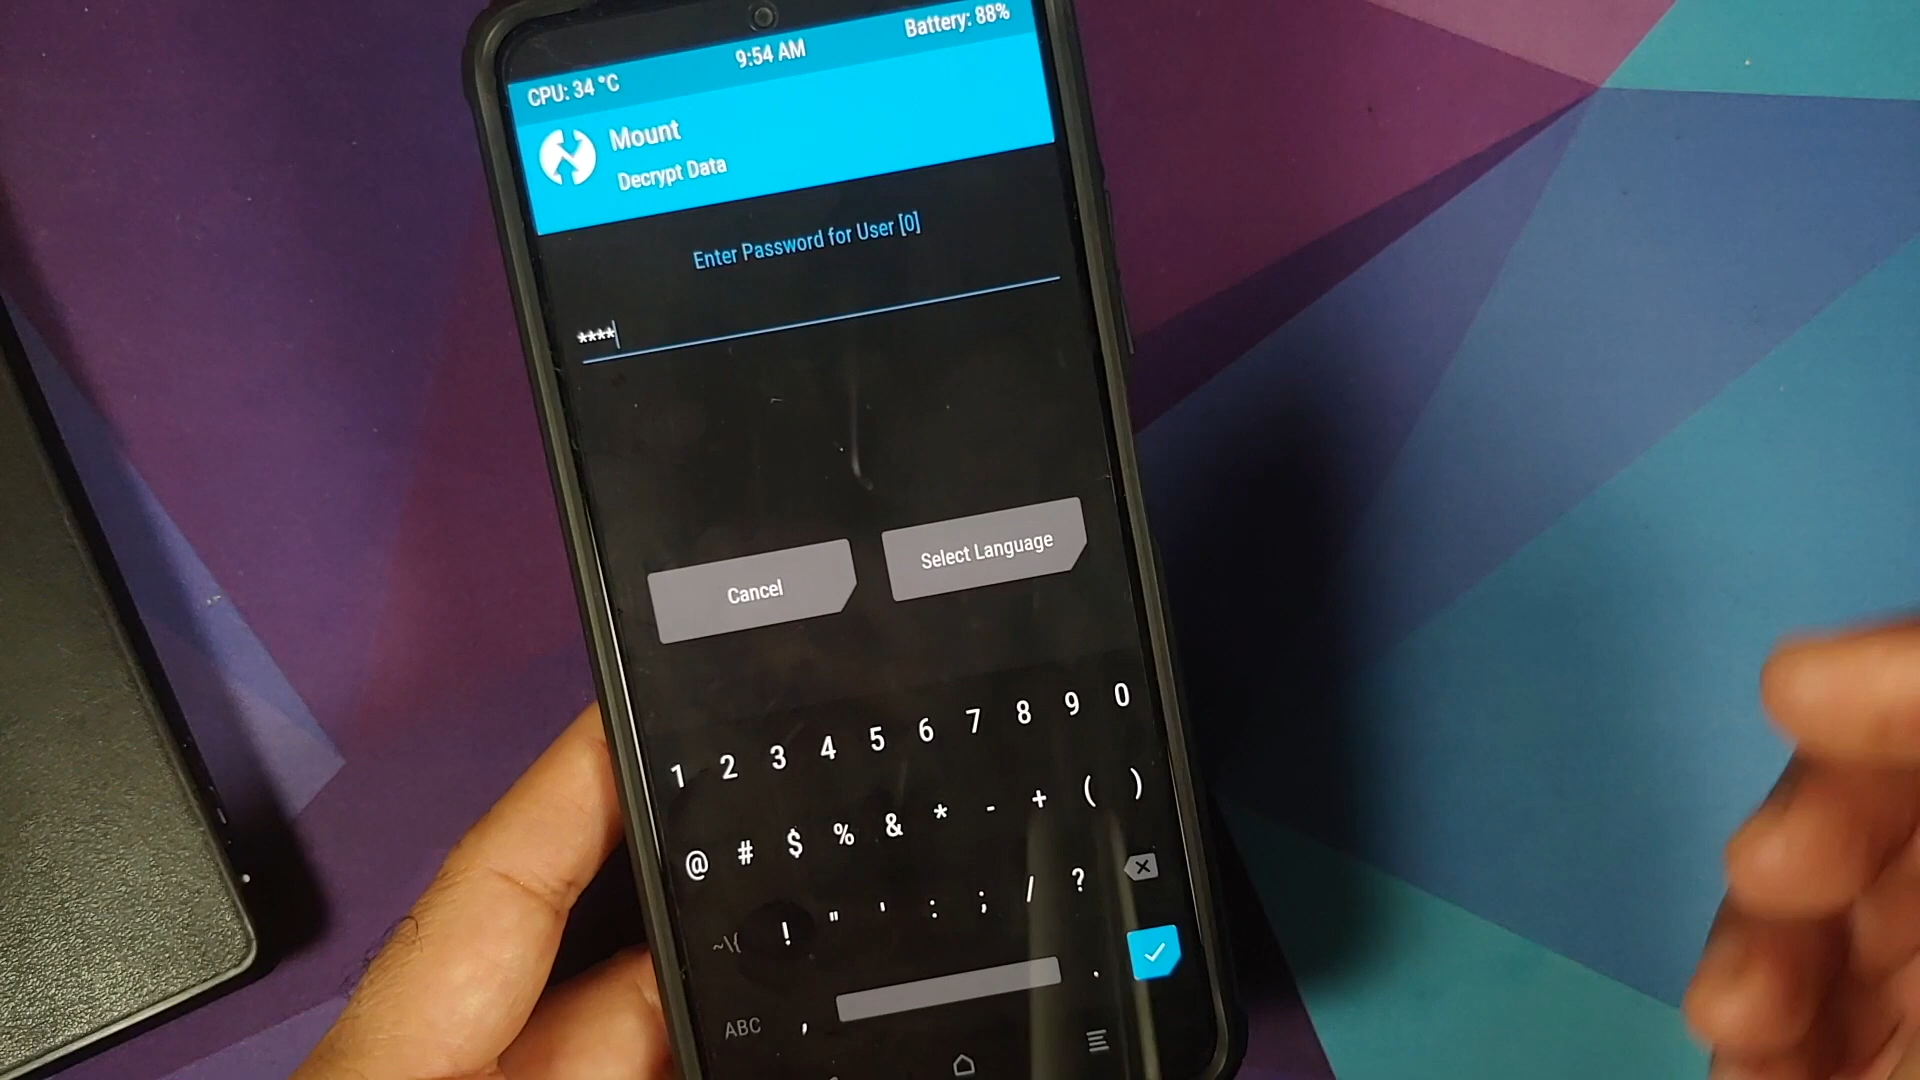 CPU: 34 °C 9:54 AM Battery: 88%
Mount
Decrypt Data
Enter Password for User [0]
****
Cancel Select Language
1 2 3 4 5 6 7 8 9 0
@ # $ % & * - + ( )
~\{ ! " ' : ; / ?
ABC , .